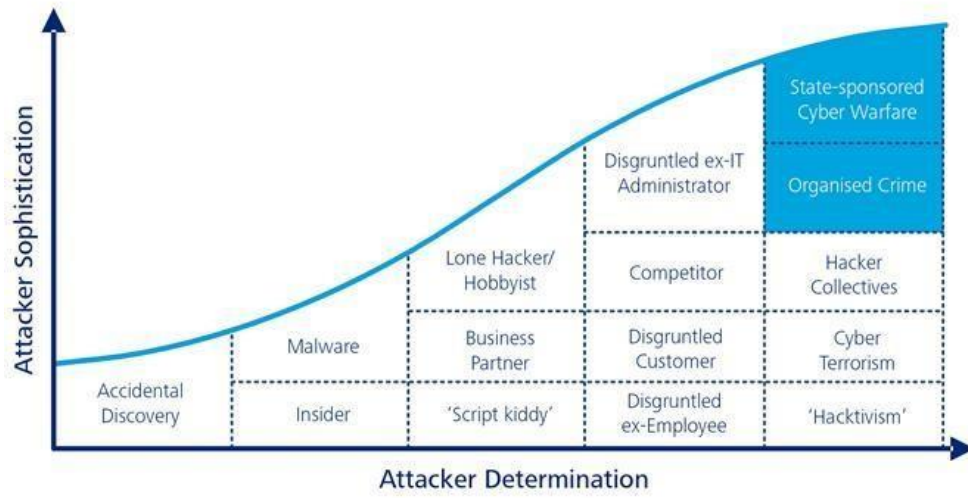 Attacker Sophistication
State-sponsored
Cyber Warfare
Disgruntled ex-IT
Administrator
Organised Crime
Lone Hacker/
Hobbyist
Competitor
Hacker
Collectives
Malware
Business
Partner
Disgruntled
Customer
Cyber
Terrorism
Accidental
Discovery
Insider
'Script kiddy'
Disgruntled
ex-Employee
'Hacktivism'
Attacker Determination